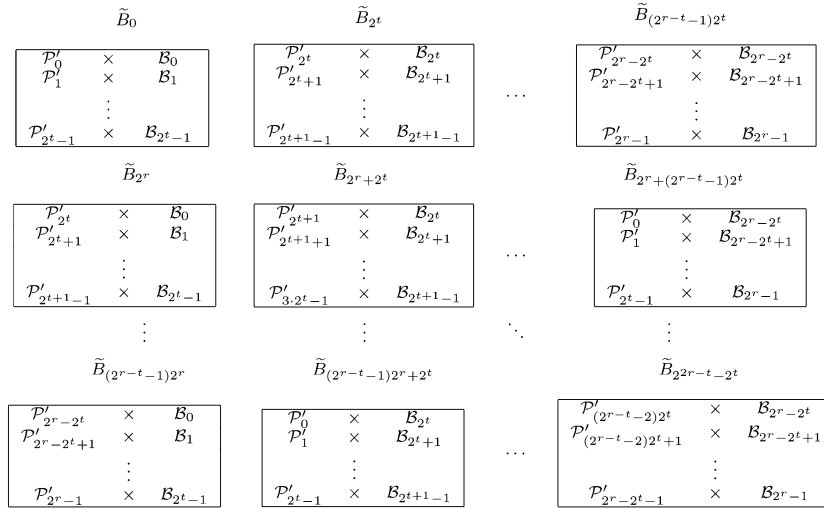 B̃_0 B̃_{2^t} B̃_{(2^{r-t}-1)2^t}
𝒫′_0 × ℬ_0 𝒫′_{2^t} × ℬ_{2^t} 𝒫′_{2^r-2^t} × ℬ_{2^r-2^t}
𝒫′_1 × ℬ_1 𝒫′_{2^t+1} × ℬ_{2^t+1} 𝒫′_{2^r-2^t+1} × ℬ_{2^r-2^t+1}
⋮ ⋮ ⋯ ⋮
𝒫′_{2^t-1} × ℬ_{2^t-1} 𝒫′_{2^{t+1}-1} × ℬ_{2^{t+1}-1} 𝒫′_{2^r-1} × ℬ_{2^r-1}
B̃_{2^r} B̃_{2^r+2^t} B̃_{2^r+(2^{r-t}-1)2^t}
𝒫′_{2^t} × ℬ_0 𝒫′_{2^{t+1}} × ℬ_{2^t} 𝒫′_0 × ℬ_{2^r-2^t}
𝒫′_{2^t+1} × ℬ_1 𝒫′_{2^{t+1}+1} × ℬ_{2^t+1} 𝒫′_1 × ℬ_{2^r-2^t+1}
⋮ ⋮ ⋯ ⋮
𝒫′_{2^{t+1}-1} × ℬ_{2^t-1} 𝒫′_{3·2^t-1} × ℬ_{2^{t+1}-1} 𝒫′_{2^t-1} × ℬ_{2^r-1}
⋮ ⋮ ⋱ ⋮
B̃_{(2^{r-t}-1)2^r} B̃_{(2^{r-t}-1)2^r+2^t} B̃_{2^{2r-t}-2^t}
𝒫′_{2^r-2^t} × ℬ_0 𝒫′_0 × ℬ_{2^t} 𝒫′_{(2^{r-t}-2)2^t} × ℬ_{2^r-2^t}
𝒫′_{2^r-2^t+1} × ℬ_1 𝒫′_1 × ℬ_{2^t+1} 𝒫′_{(2^{r-t}-2)2^t+1} × ℬ_{2^r-2^t+1}
⋮ ⋮ ⋯ ⋮
𝒫′_{2^r-1} × ℬ_{2^t-1} 𝒫′_{2^t-1} × ℬ_{2^{t+1}-1} 𝒫′_{2^r-2^t-1} × ℬ_{2^r-1}